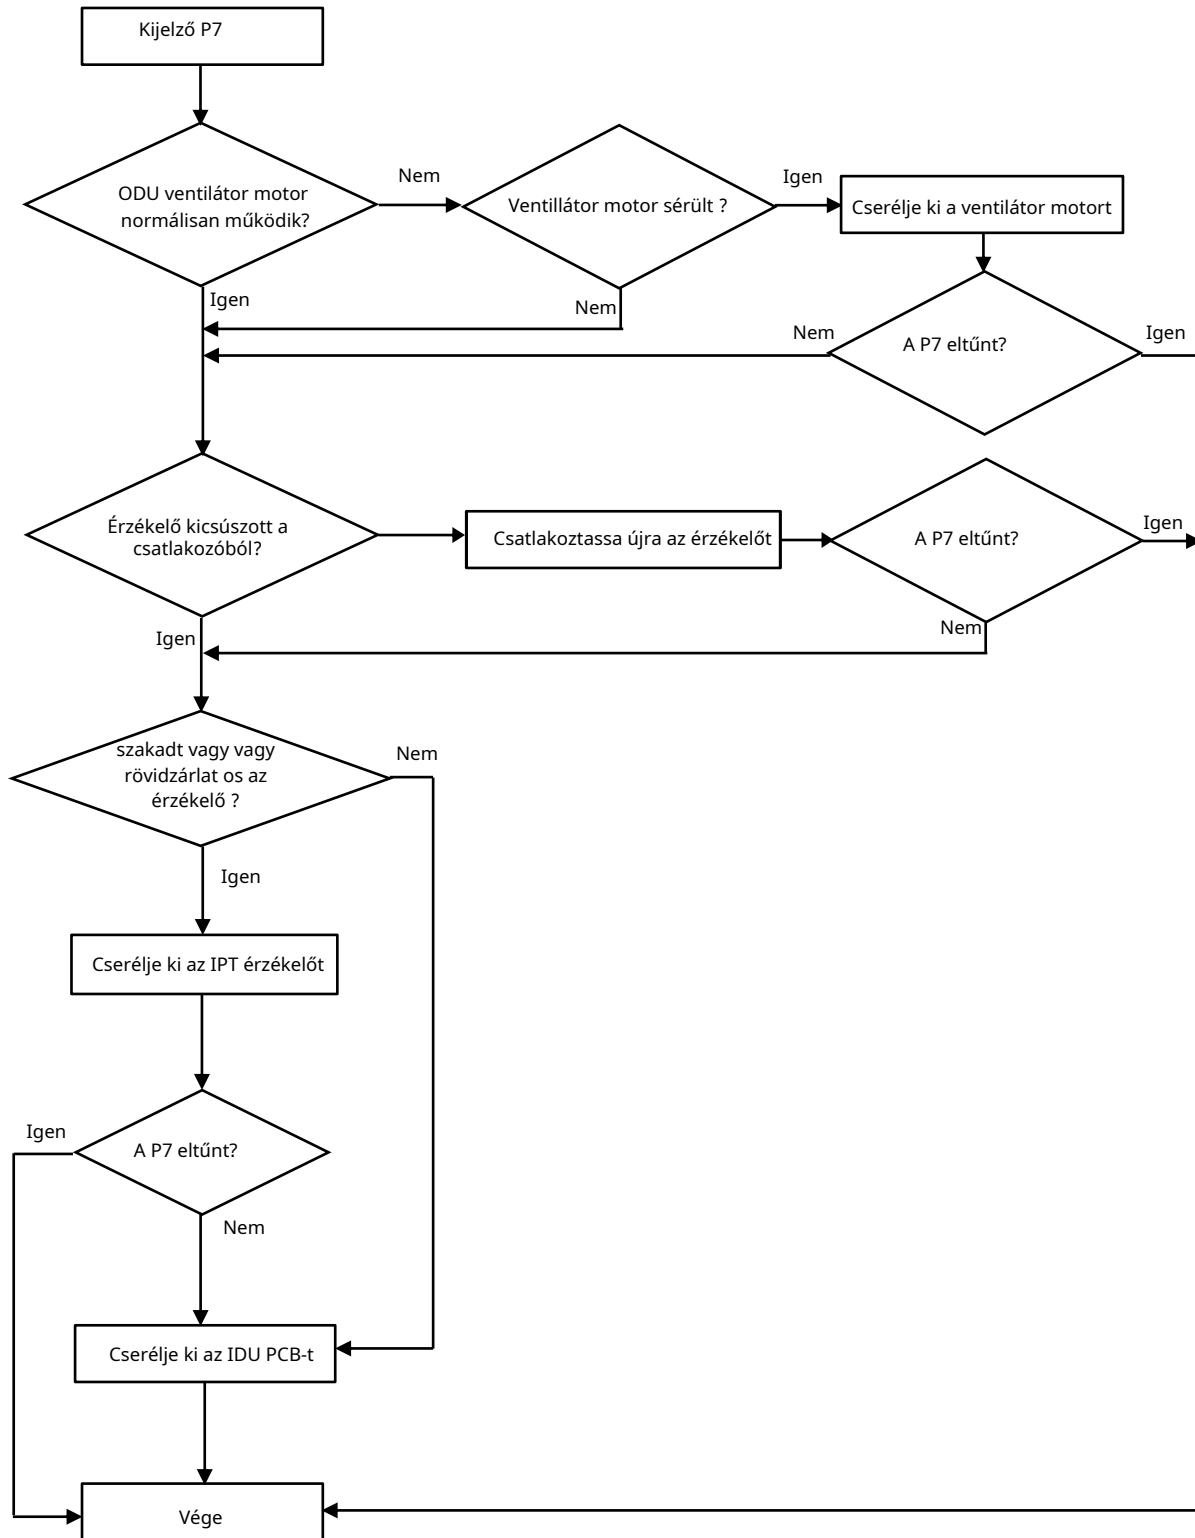 Kijelző P7
ODU ventilátor motor
normálisan működik?
Nem
Ventillátor motor sérült ?
Igen
Cserélje ki a ventilátor motort
Igen
Nem
Nem
A P7 eltűnt?
Igen
Érzékelő kicsúszott a
csatlakozóból?
Csatlakoztassa újra az érzékelőt
A P7 eltűnt?
Igen
Igen
Nem
szakadt vagy vagy
rövidzárlat os az
érzékelő ?
Nem
Igen
Cserélje ki az IPT érzékelőt
Igen
A P7 eltűnt?
Nem
Cserélje ki az IDU PCB-t
Vége